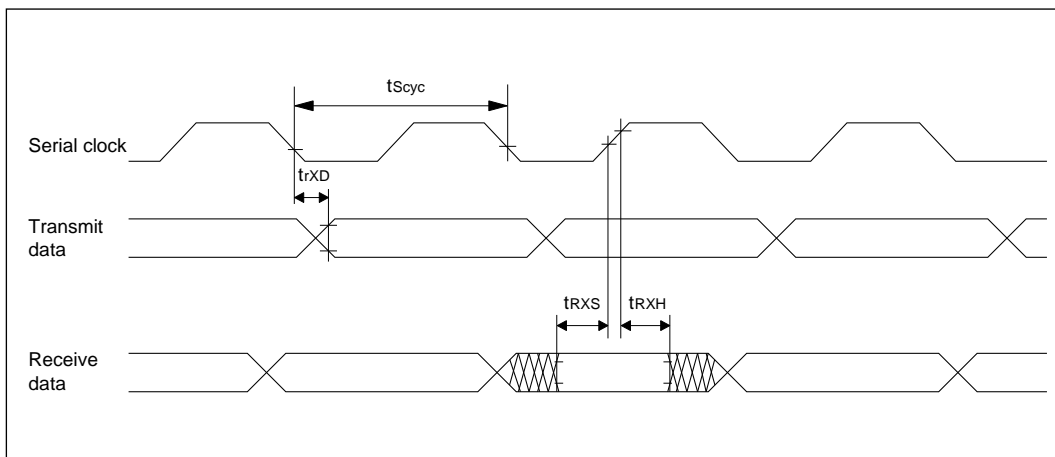 tScyc
Serial clock
trXD
Transmit
data
tRXS
tRXH
Receive
data